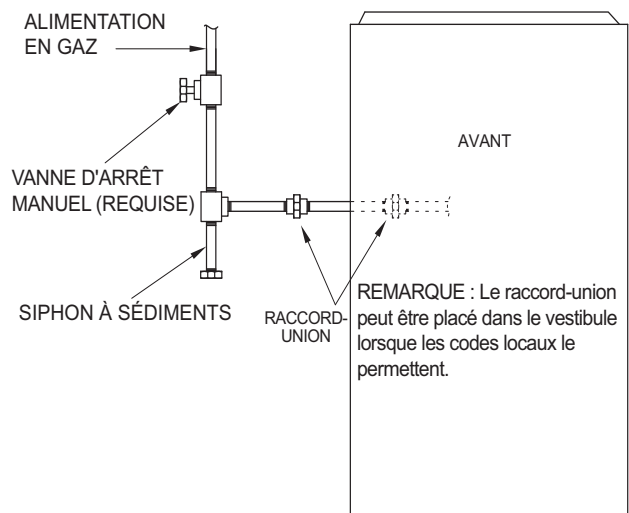 ALIMENTATION
EN GAZ
AVANT
VANNE D'ARRÊT
MANUEL (REQUISE)
SIPHON À SÉDIMENTS
RACCORD-
UNION
REMARQUE : Le raccord-union
peut être placé dans le vestibule
lorsque les codes locaux le
permettent.